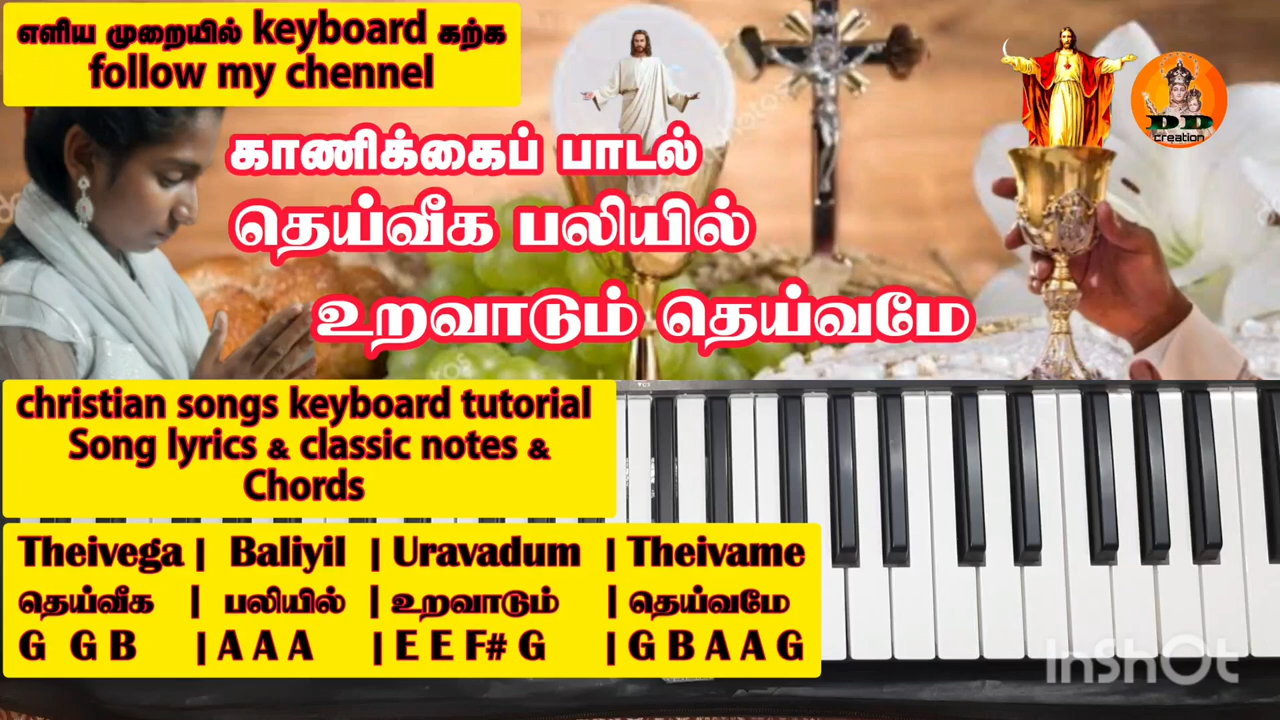 எளிய முறையில் keyboard கற்க
follow my chennel
காணிக்கைப் பாடல்
தெய்வீக பலியில்
உறவாடும் தெய்வமே
DD
creation
christian songs keyboard tutorial
Song lyrics & classic notes &
Chords
Theivega | Baliyil | Uravadum | Theivame
தெய்வீக | பலியில் | உறவாடும் | தெய்வமே
G G B | A A A | E E F# G | G B A A G
InShOt